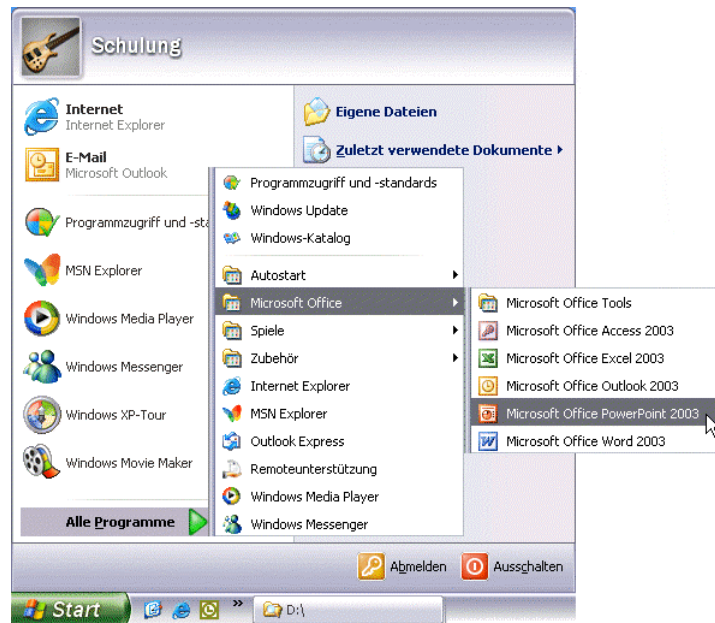 Schulung
Internet
Internet Explorer
E-Mail
Microsoft Outlook
Programmzugriff und -sta
MSN Explorer
Windows Media Player
Windows Messenger
Windows XP-Tour
Windows Movie Maker
Alle Programme
Eigene Dateien
Zuletzt verwendete Dokumente
Programmzugriff und -standards
Windows Update
Windows-Katalog
Autostart
Microsoft Office
Spiele
Zubehör
Internet Explorer
MSN Explorer
Outlook Express
Remoteunterstützung
Windows Media Player
Windows Messenger
Microsoft Office Tools
Microsoft Office Access 2003
Microsoft Office Excel 2003
Microsoft Office Outlook 2003
Microsoft Office PowerPoint 2003
Microsoft Office Word 2003
Abmelden
Ausschalten
Start
»
D:\